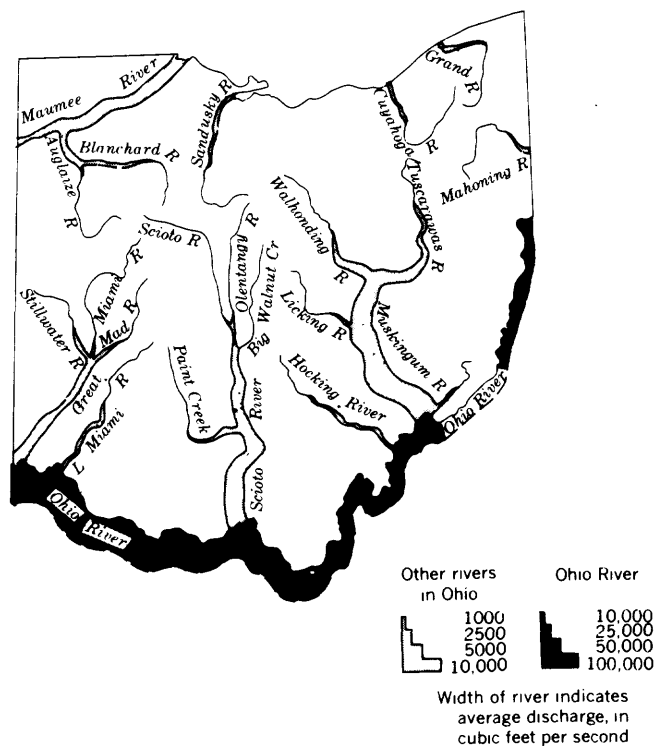 Grand R
Maumee River
Sandusky R
Cuyahoga R
Auglaize R
Blanchard R
Tuscarawas R
Mahoning R
Walhonding R
Scioto R
Olentangy R
Big Walnut Cr
Miami R
Stillwater R
Mad R
Licking R
Muskingum R
Great
Paint Creek
Hocking River
L Miami R
Scioto River
Ohio River
Ohio River
Other rivers
in Ohio
1000
2500
5000
10,000
Ohio River
10,000
25,000
50,000
100,000
Width of river indicates
average discharge, in
cubic feet per second